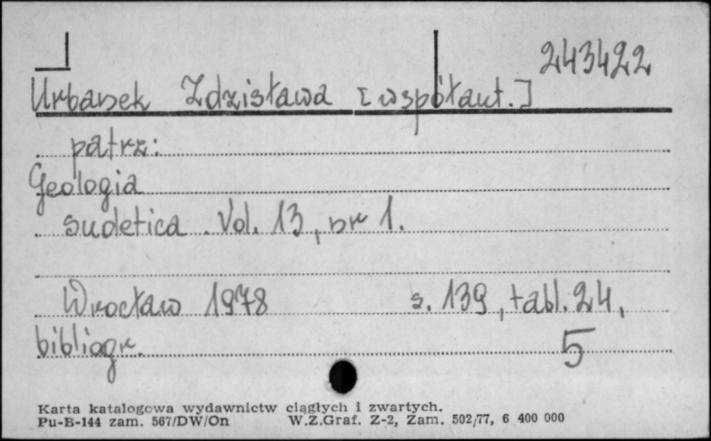 243422
Urbanek Zdzisława [współaut.]
patrz:
Geologia
sudetica. Vol. 13, nr 1.
Wrocław 1978 s. 139, tabl. 24,
bibliogr. 5
Karta katalogowa wydawnictw ciągłych i zwartych.
Pu-B-144 zam. 567/DW/On W.Z.Graf. Z-2, Zam. 502/77, 6 400 000